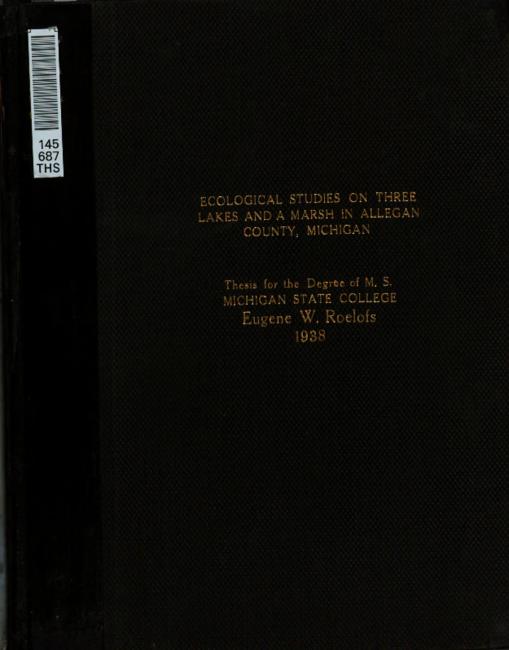 145
687
THS
ECOLOGICAL STUDIES ON THREE
LAKES AND A MARSH IN ALLEGAN
COUNTY, MICHIGAN
Thesis for the Degree of M. S.
MICHIGAN STATE COLLEGE
Eugene W. Roelofs
1938